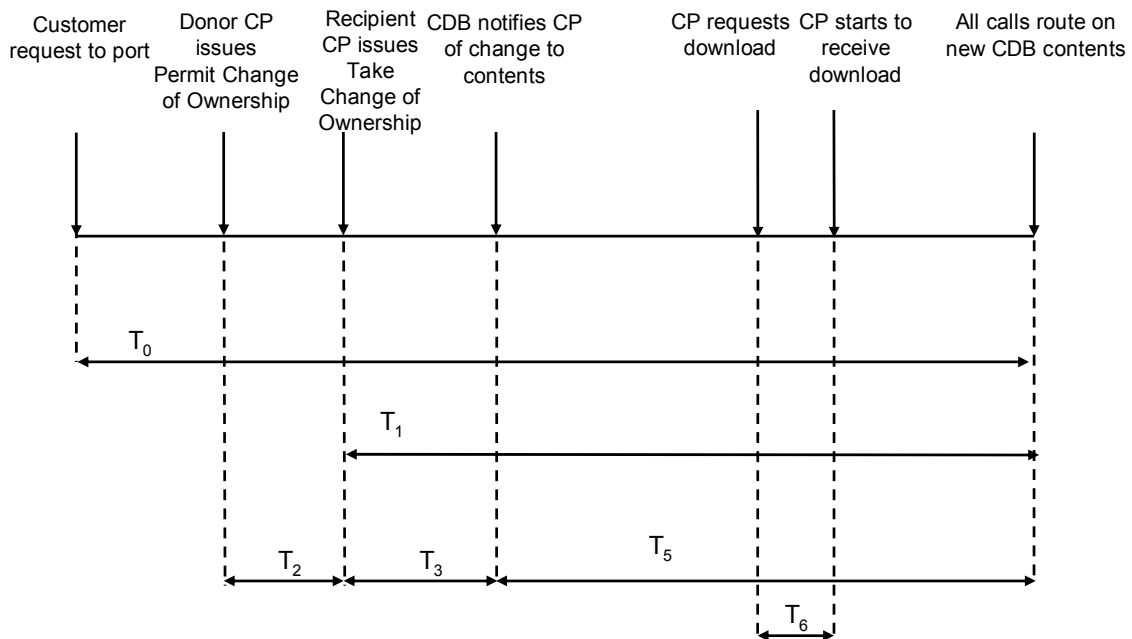 Customer
request to port
Donor CP
issues
Permit Change
of Ownership
Recipient
CP issues
Take
Change of
Ownership
CDB notifies CP
of change to
contents
CP requests
download
CP starts to
receive
download
All calls route on
new CDB contents
T0
T1
T2
T3
T5
T6